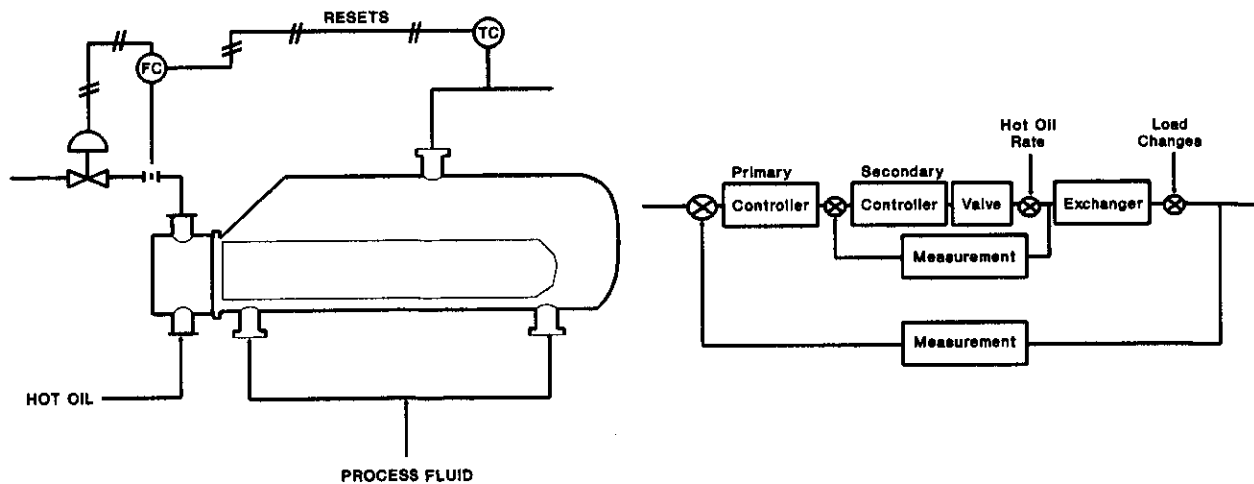 RESETS
TC
FC
HOT OIL
PROCESS FLUID
Hot Oil
Rate
Load
Changes
Primary
Secondary
Controller
Controller
Valve
Exchanger
Measurement
Measurement